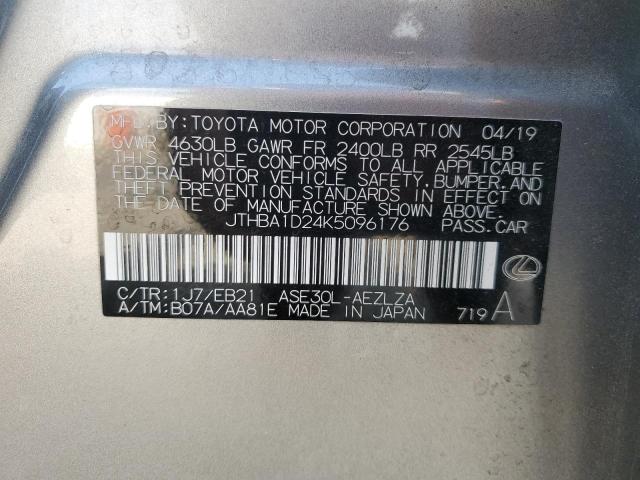 MFD. BY: TOYOTA MOTOR CORPORATION 04/19
GVWR 4630LB GAWR FR 2400LB RR 2545LB
THIS VEHICLE CONFORMS TO ALL APPLICABLE
FEDERAL MOTOR VEHICLE SAFETY, BUMPER, AND
THEFT PREVENTION STANDARDS IN EFFECT ON
THE DATE OF MANUFACTURE SHOWN ABOVE.
JTHBA1D24K5096176 PASS.CAR
C/TR: 1J7/EB21 ASE30L-AEZLZA
A/TM: B07A/AA81E MADE IN JAPAN 719 A